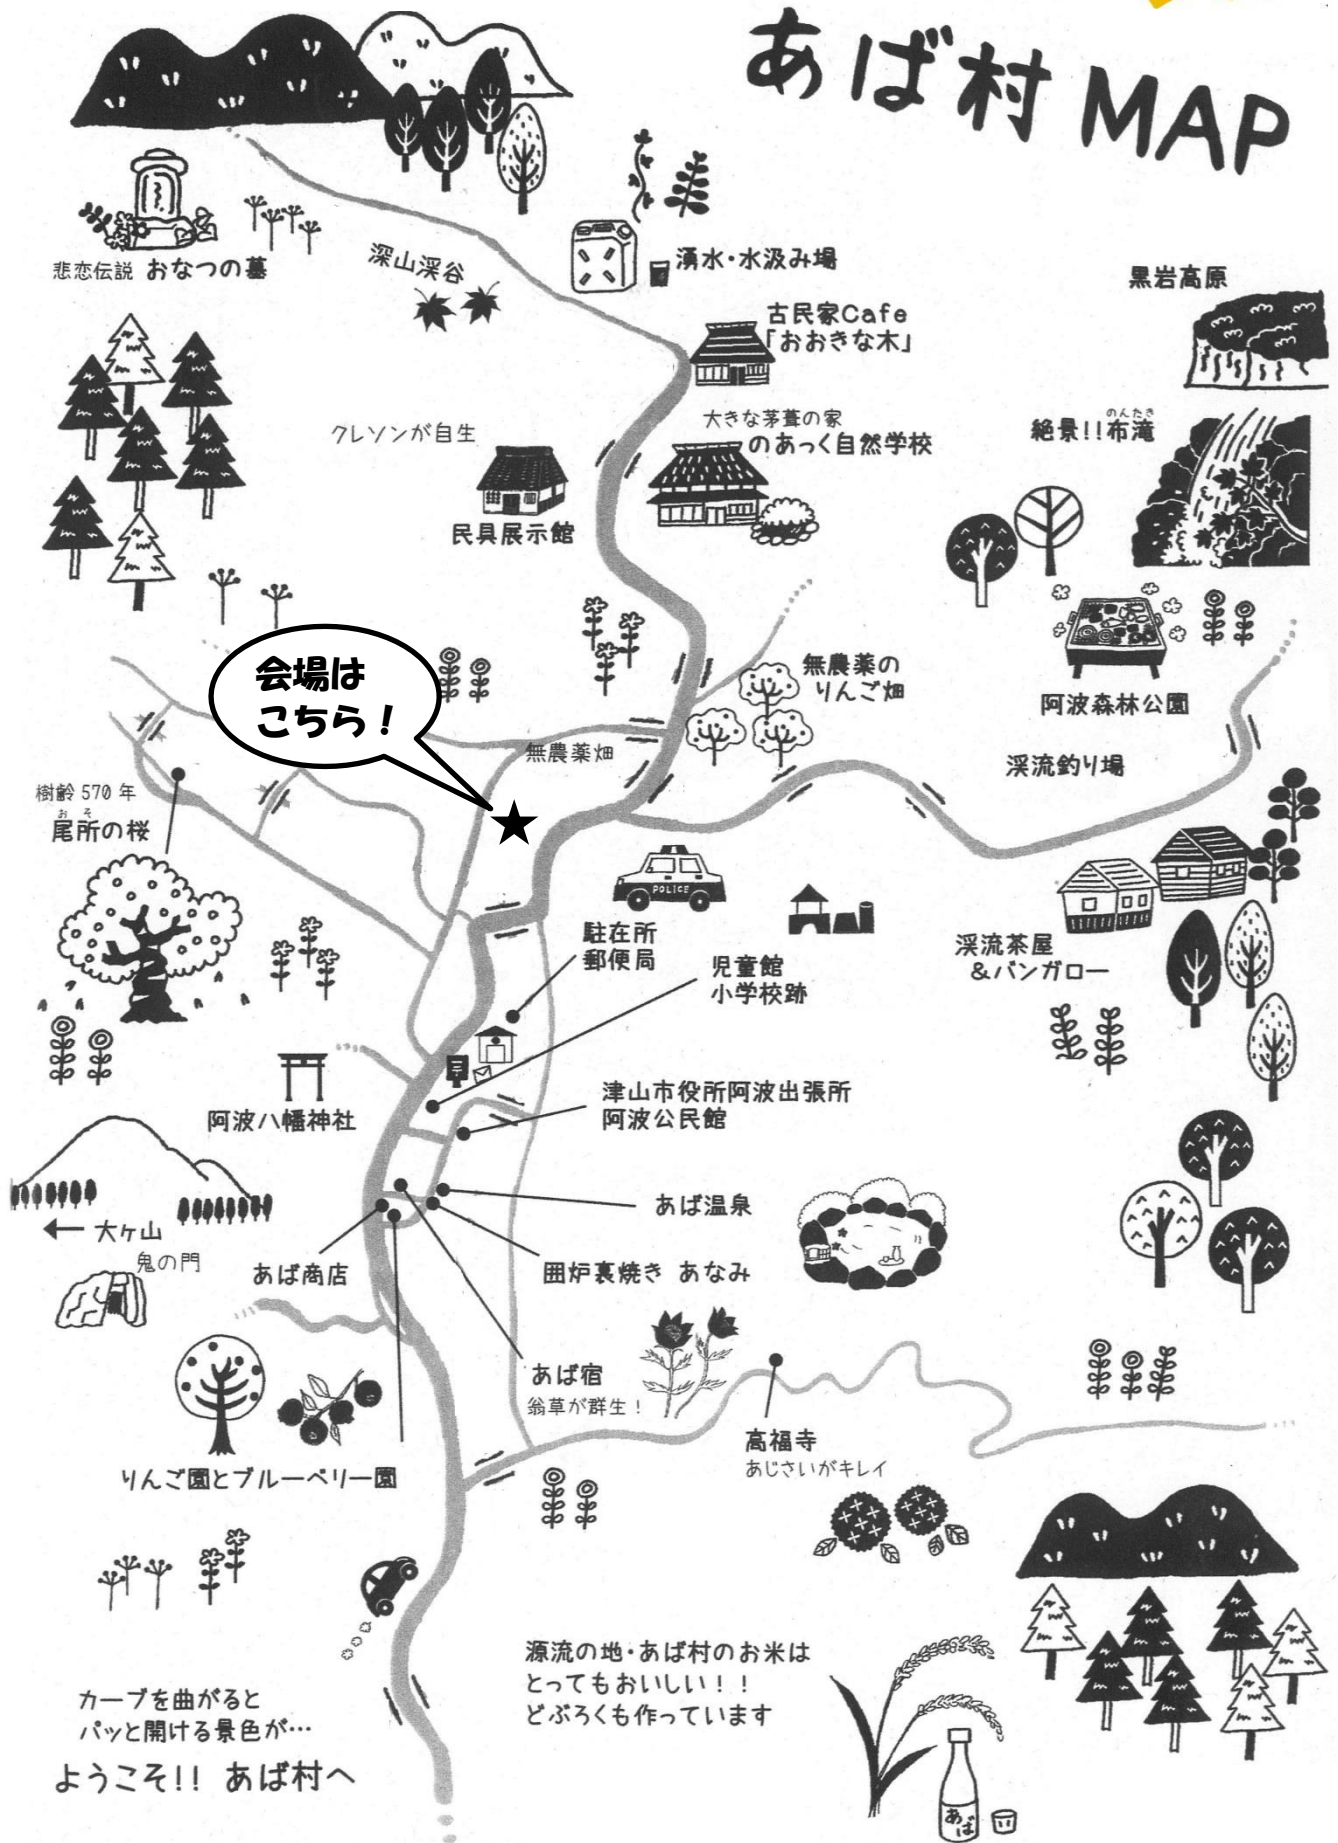 あば村 MAP
悲恋伝説 おなつの墓
深山渓谷
湧水・水汲み場
古民家Cafe
「おおきな木」
黒岩高原
大きな茅葺の家
のあっく自然学校
クレソンが自生
民具展示館
のんたき
絶景!!布滝
会場は
こちら！
無農薬の
りんご畑
阿波森林公園
無農薬畑
渓流釣り場
樹齢570年
おそ
尾所の桜
POLICE
駐在所
郵便局
児童館
小学校跡
渓流茶屋
&バンガロー
阿波八幡神社
津山市役所阿波出張所
阿波公民館
あば温泉
← 大ヶ山
鬼の門
あば商店
囲炉裏焼き あなみ
あば宿
翁草が群生！
りんご園とブルーベリー園
高福寺
あじさいがキレイ
源流の地・あば村のお米は
とってもおいしい！！
どぶろくも作っています
カーブを曲がると
パッと開ける景色が…
ようこそ!! あば村へ
あば